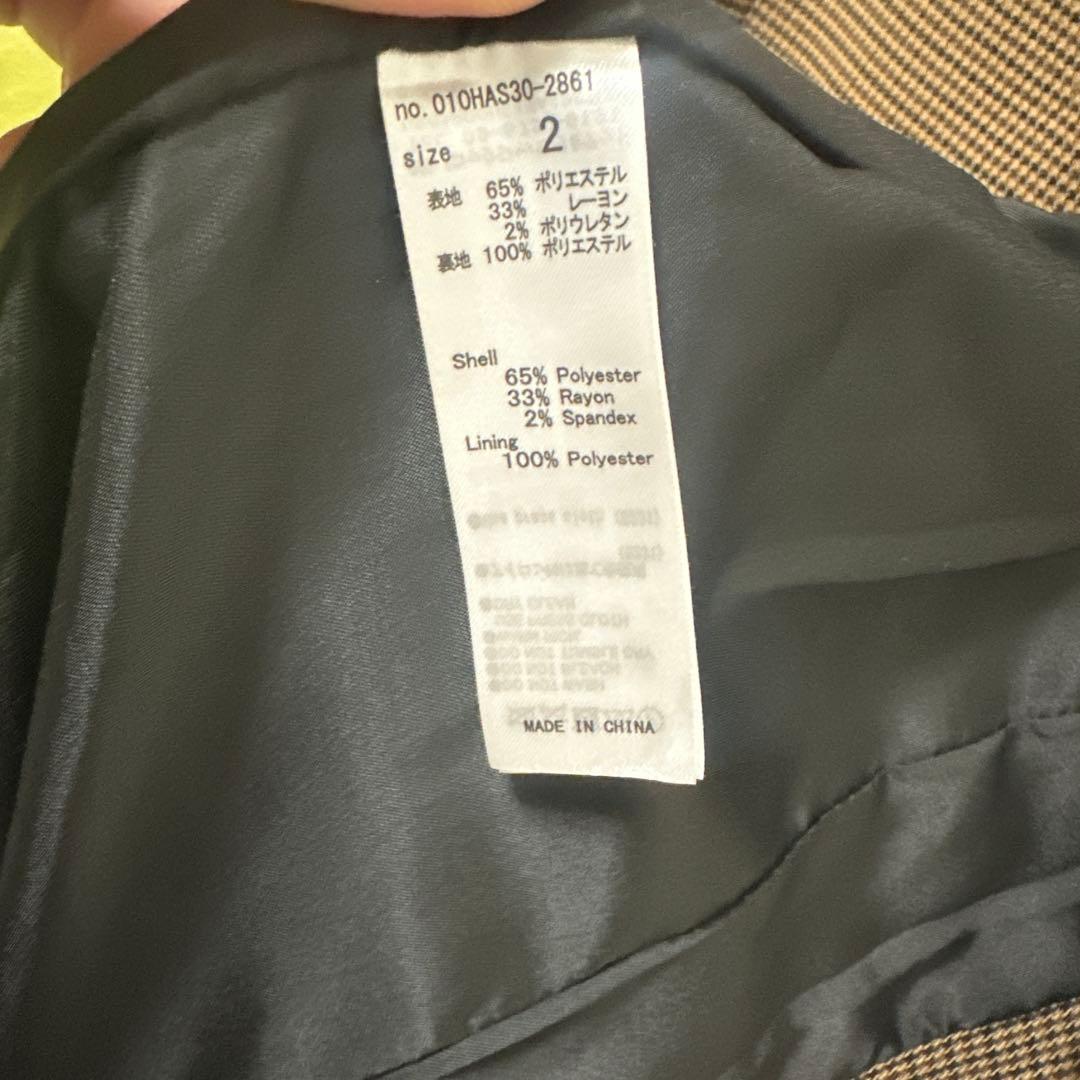 no.010HAS30-2861
size 2
表地 65% ポリエステル
33% レーヨン
2% ポリウレタン
裏地 100% ポリエステル
Shell
65% Polyester
33% Rayon
2% Spandex
Lining
100% Polyester
MADE IN CHINA